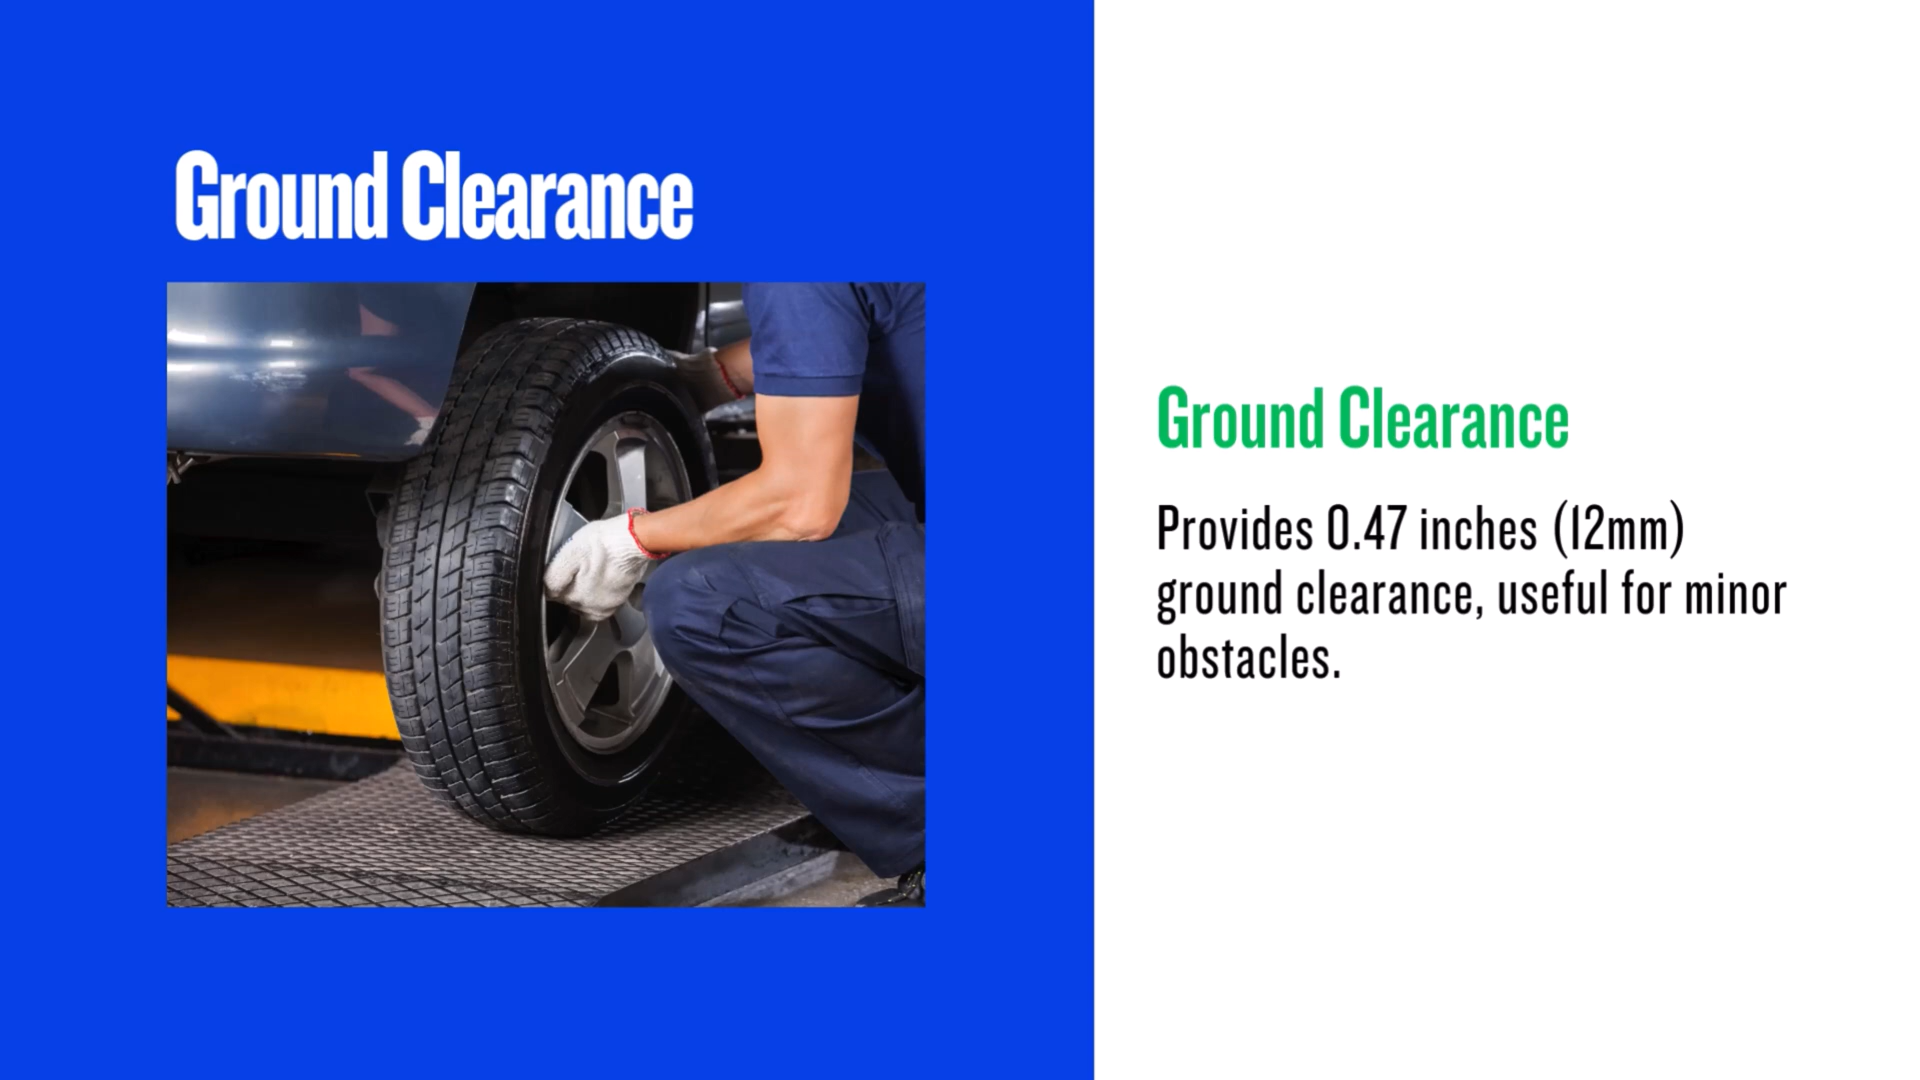 Ground Clearance
Ground Clearance
Provides 0.47 inches (12mm)
ground clearance, useful for minor
obstacles.